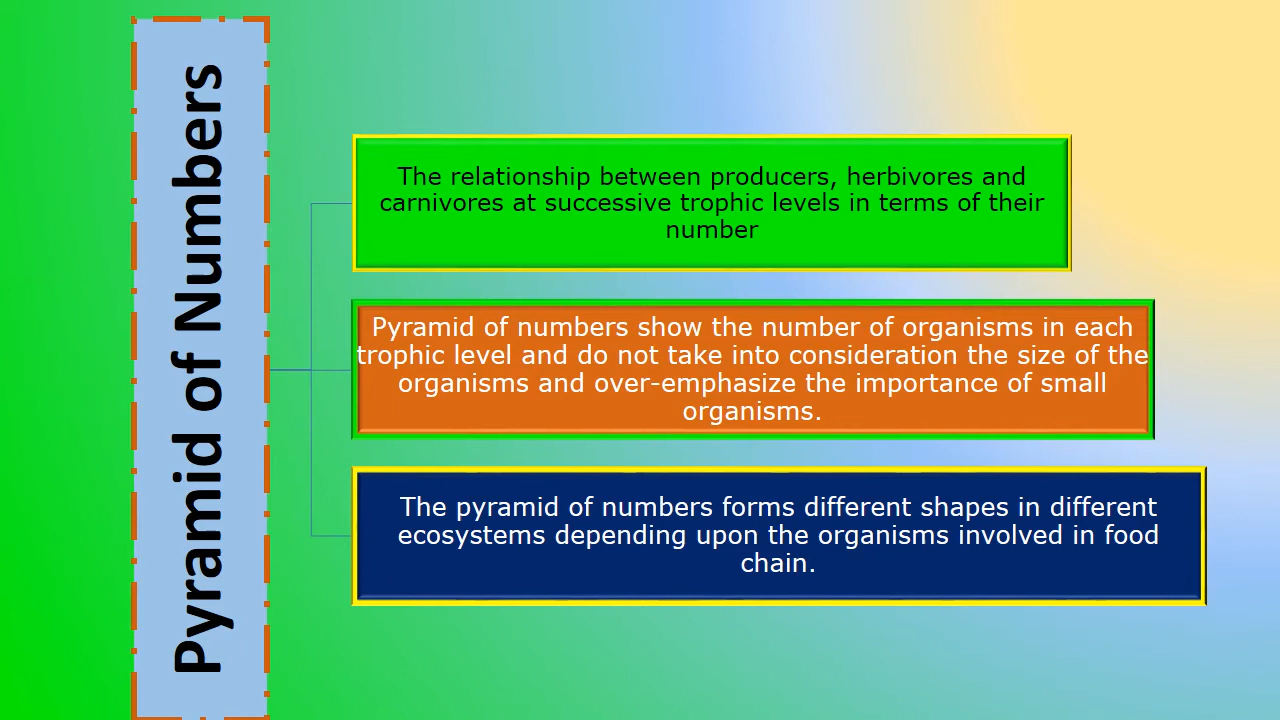 Pyramid of Numbers
The relationship between producers, herbivores and
carnivores at successive trophic levels in terms of their
number
Pyramid of numbers show the number of organisms in each
trophic level and do not take into consideration the size of the
organisms and over-emphasize the importance of small
organisms.
The pyramid of numbers forms different shapes in different
ecosystems depending upon the organisms involved in food
chain.